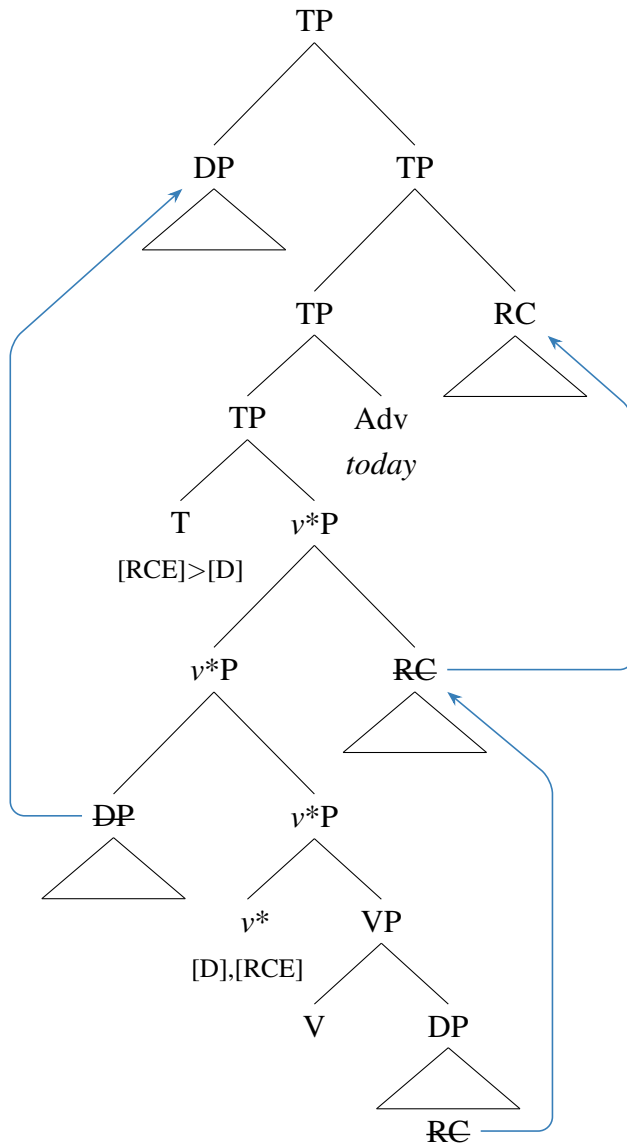 TP
DP TP
TP RC
TP Adv
today
T v*P
[RCE]>[D]
v*P RC
DP v*P
v* VP
[D],[RCE]
V DP
RC